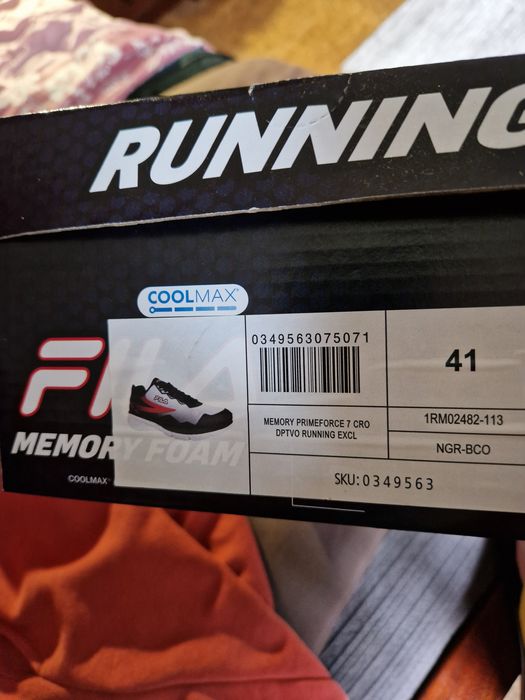 RUNNING
COOLMAX®
FILA
MEMORY FOAM
COOLMAX®
0349563075071
MEMORY PRIMEFORCE 7 CRO
DPTVO RUNNING EXCL
41
1RM02482-113
NGR-BCO
SKU: 0349563